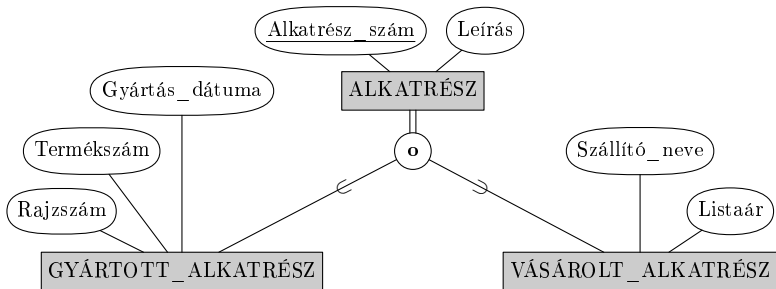 Alkatrész_szám
Leírás
ALKATRÉSZ
Gyártás_dátuma
o
Termékszám
Szállító_neve
Rajzszám
Listaár
GYÁRTOTT_ALKATRÉSZ
VÁSÁROLT_ALKATRÉSZ